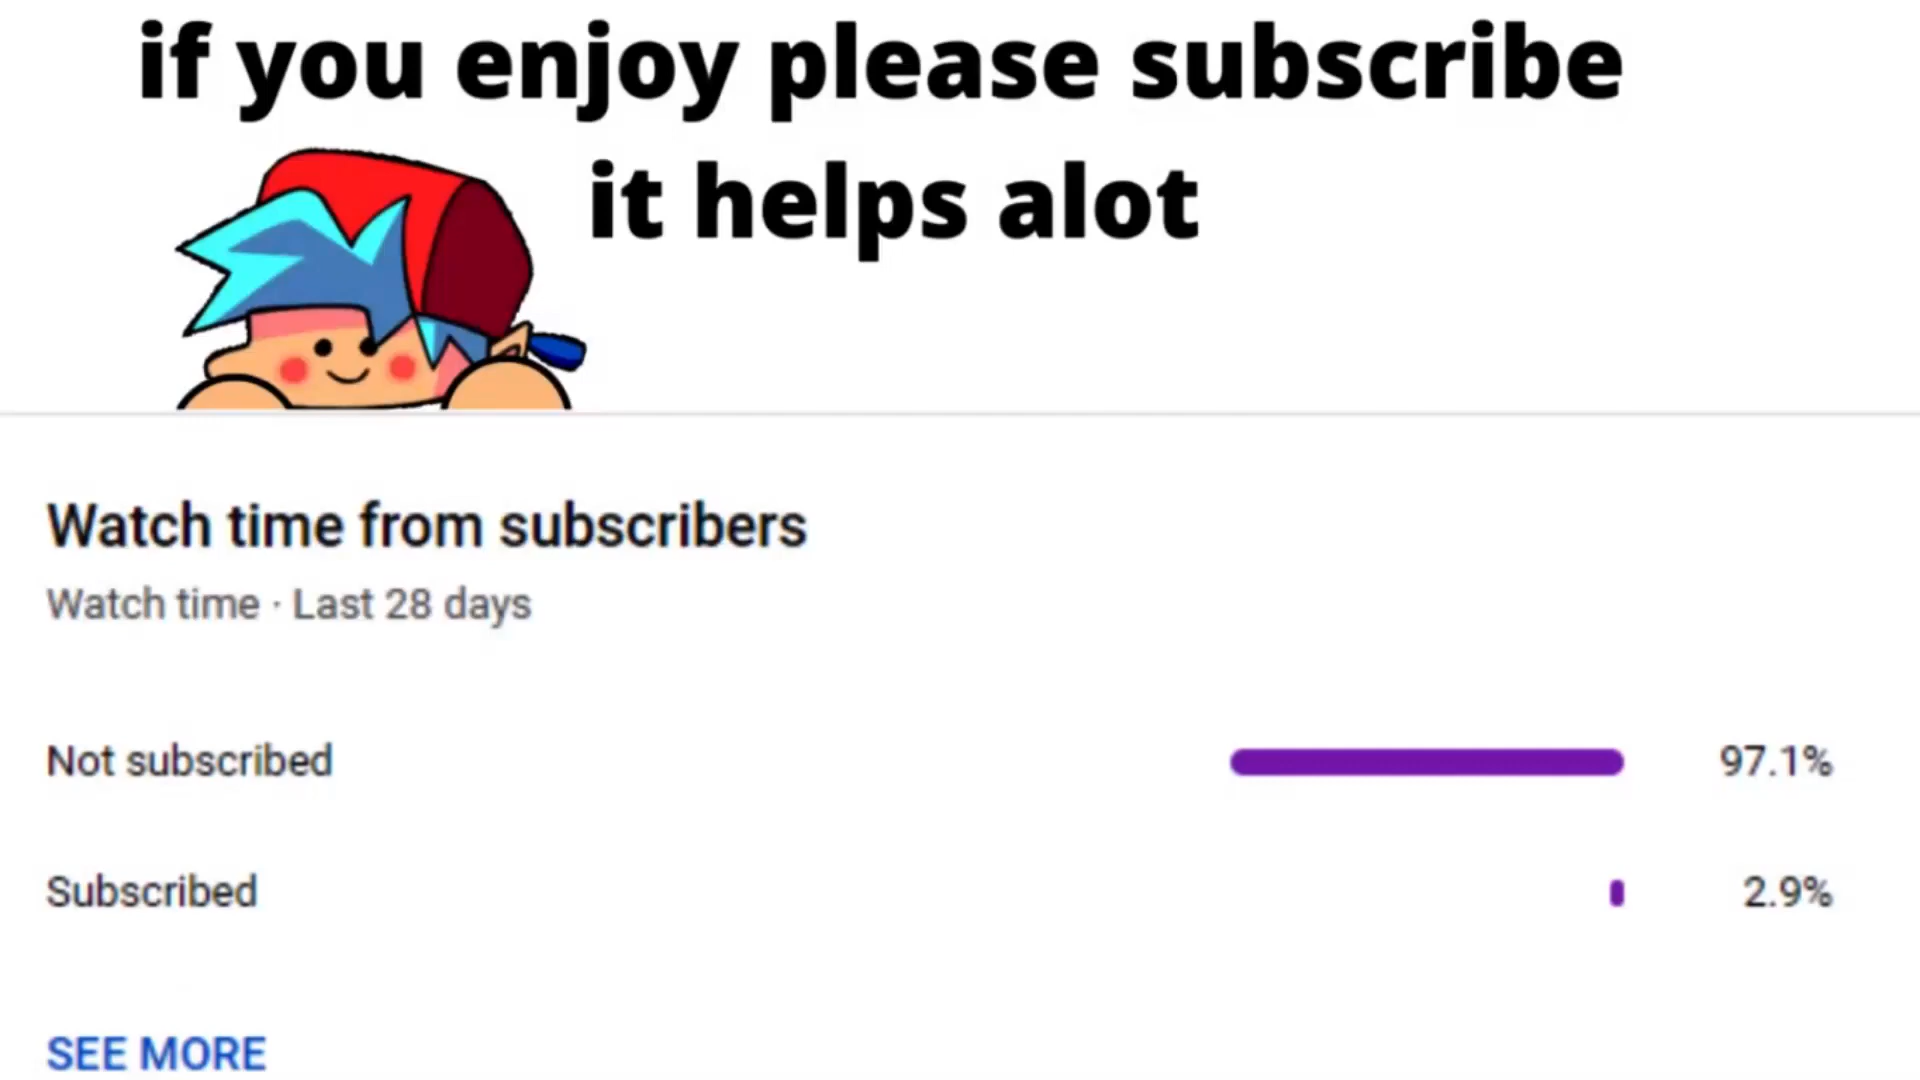 if you enjoy please subscribe
it helps alot
Watch time from subscribers
Watch time · Last 28 days
Not subscribed 97.1%
Subscribed 2.9%
SEE MORE